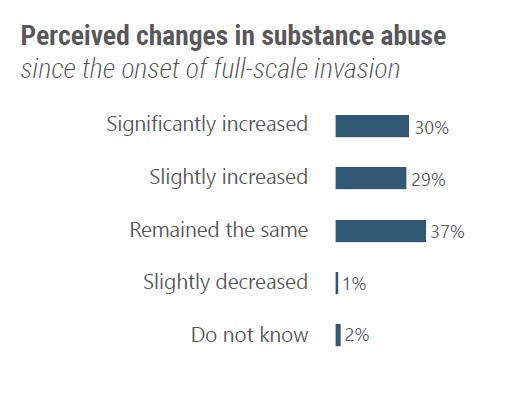 Perceived changes in substance abuse
since the onset of full-scale invasion
Significantly increased 30%
Slightly increased 29%
Remained the same 37%
Slightly decreased 1%
Do not know 2%